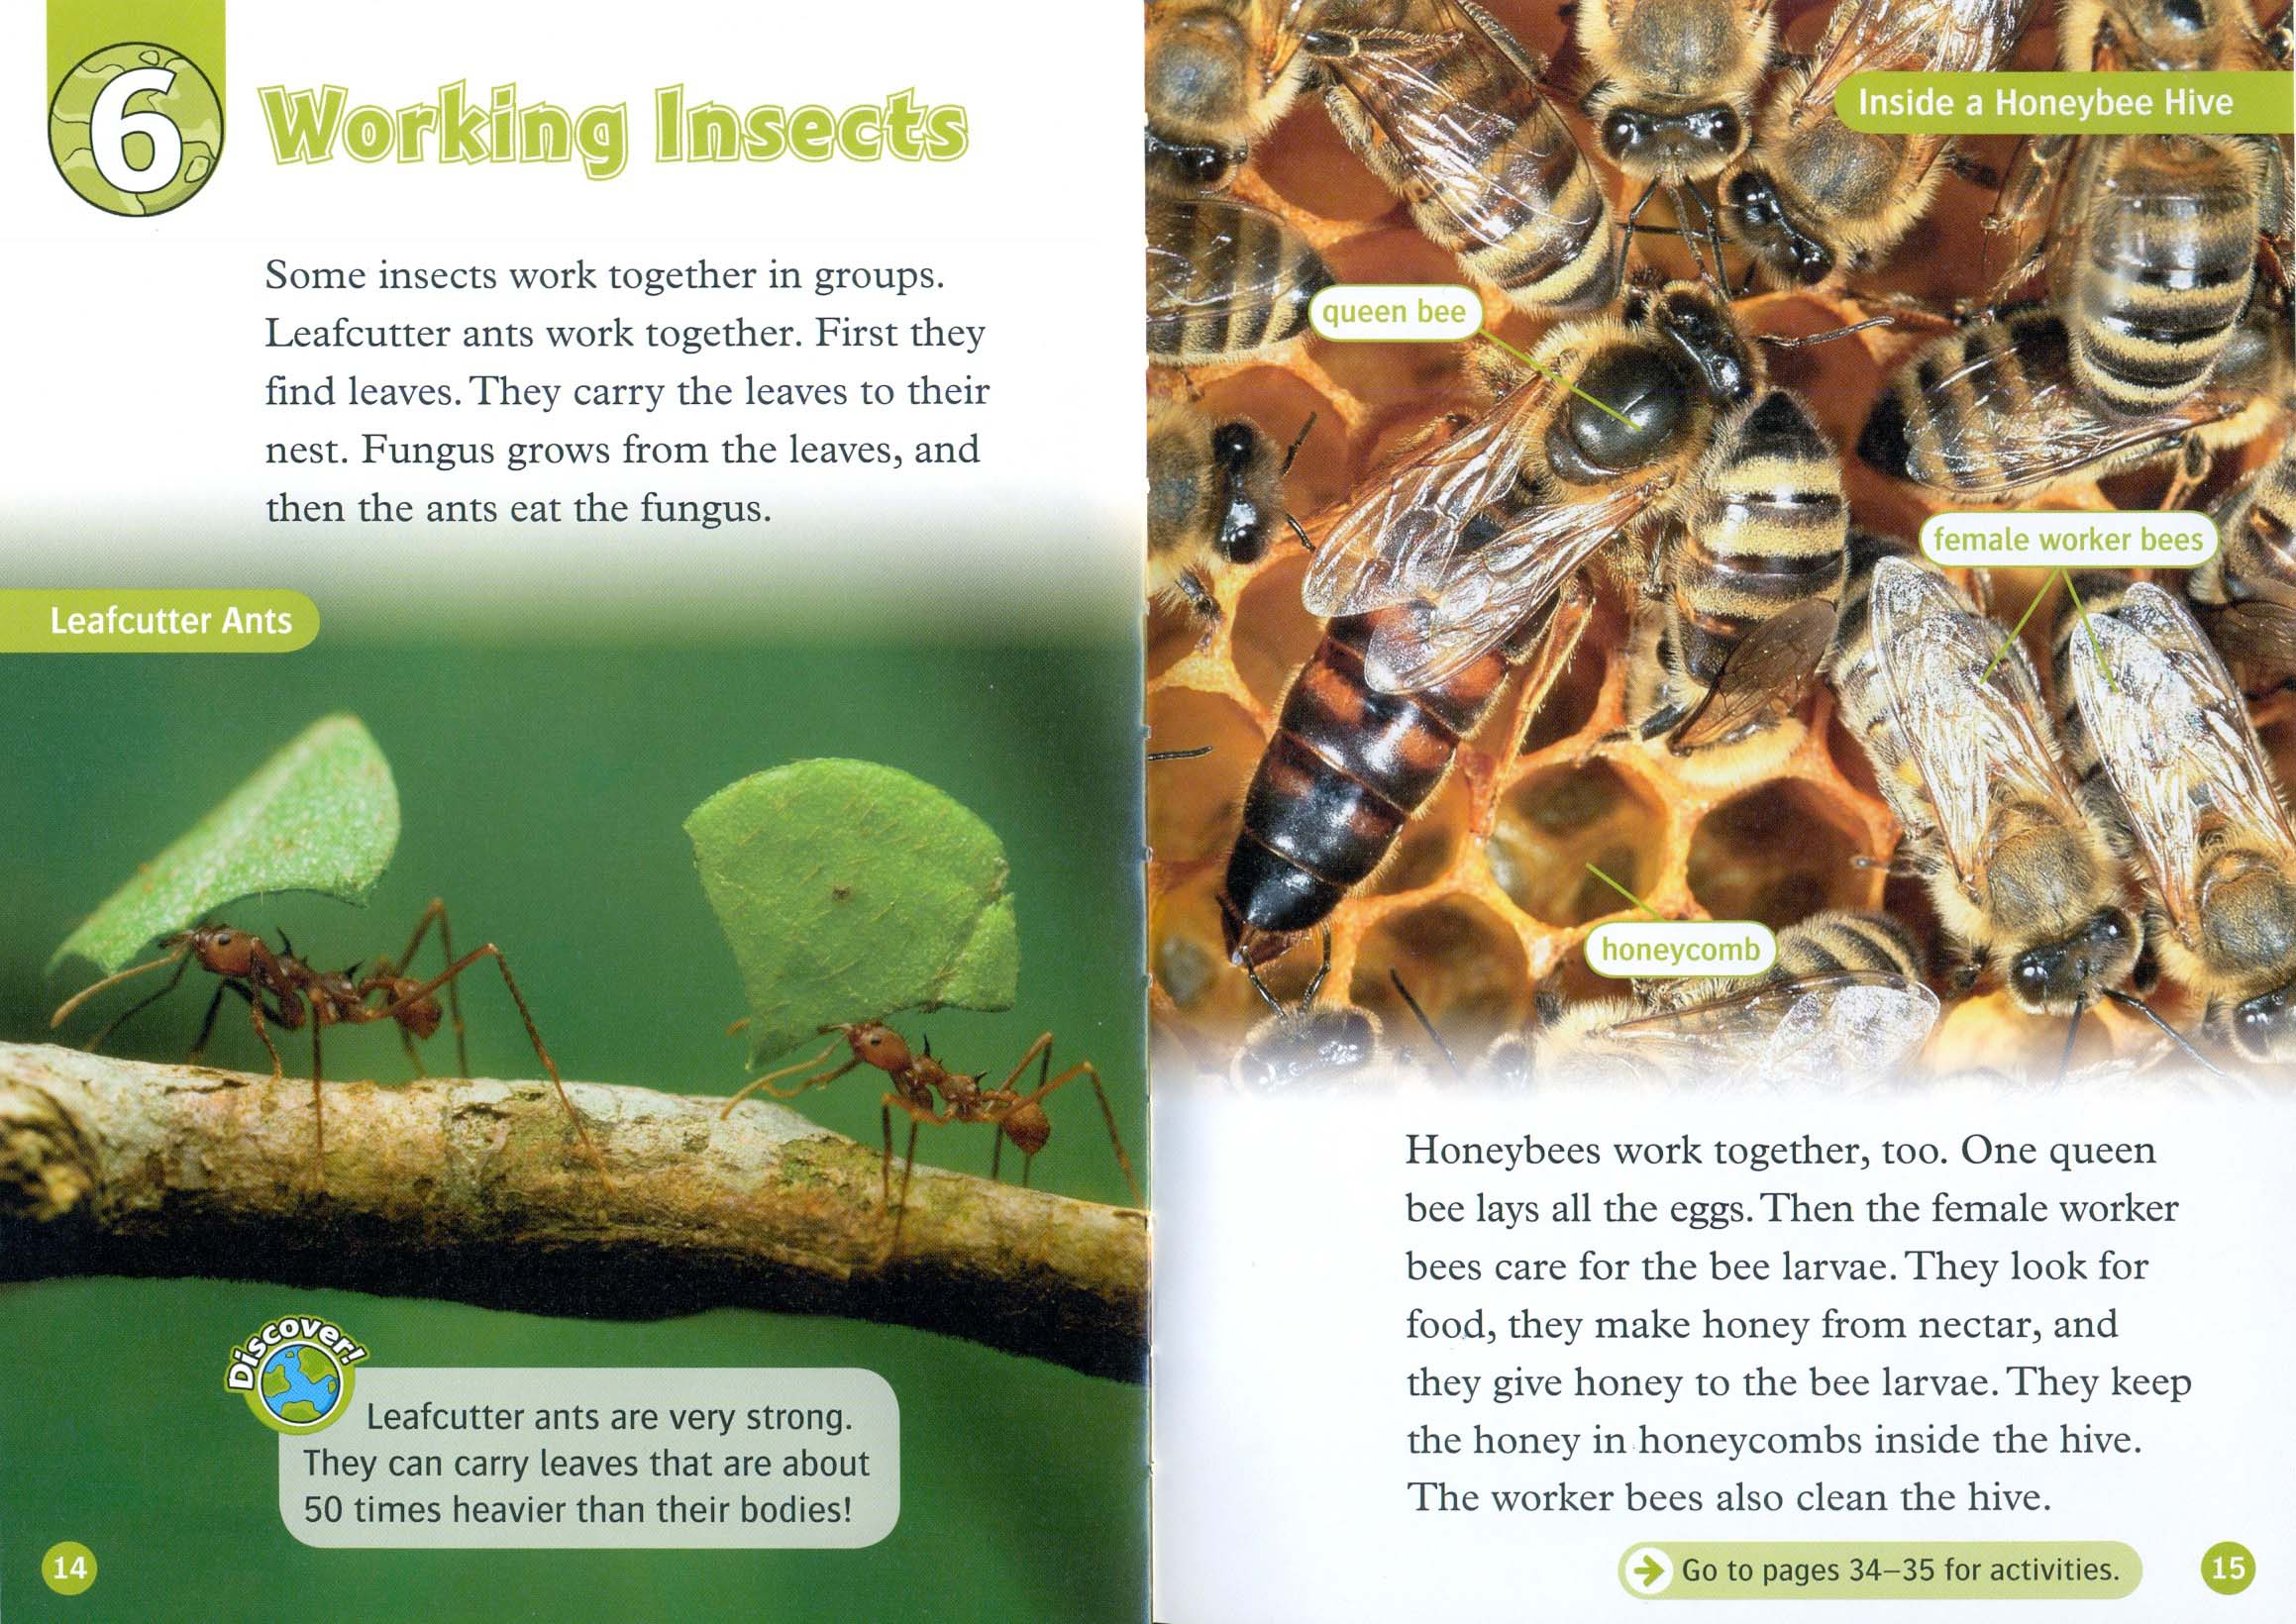 6
Working Insects
Some insects work together in groups.
Leafcutter ants work together. First they
find leaves. They carry the leaves to their
nest. Fungus grows from the leaves, and
then the ants eat the fungus.
Leafcutter Ants
Discover!
Leafcutter ants are very strong.
They can carry leaves that are about
50 times heavier than their bodies!
14
Inside a Honeybee Hive
queen bee
female worker bees
honeycomb
Honeybees work together, too. One queen
bee lays all the eggs. Then the female worker
bees care for the bee larvae. They look for
food, they make honey from nectar, and
they give honey to the bee larvae. They keep
the honey in honeycombs inside the hive.
The worker bees also clean the hive.
Go to pages 34–35 for activities.
15